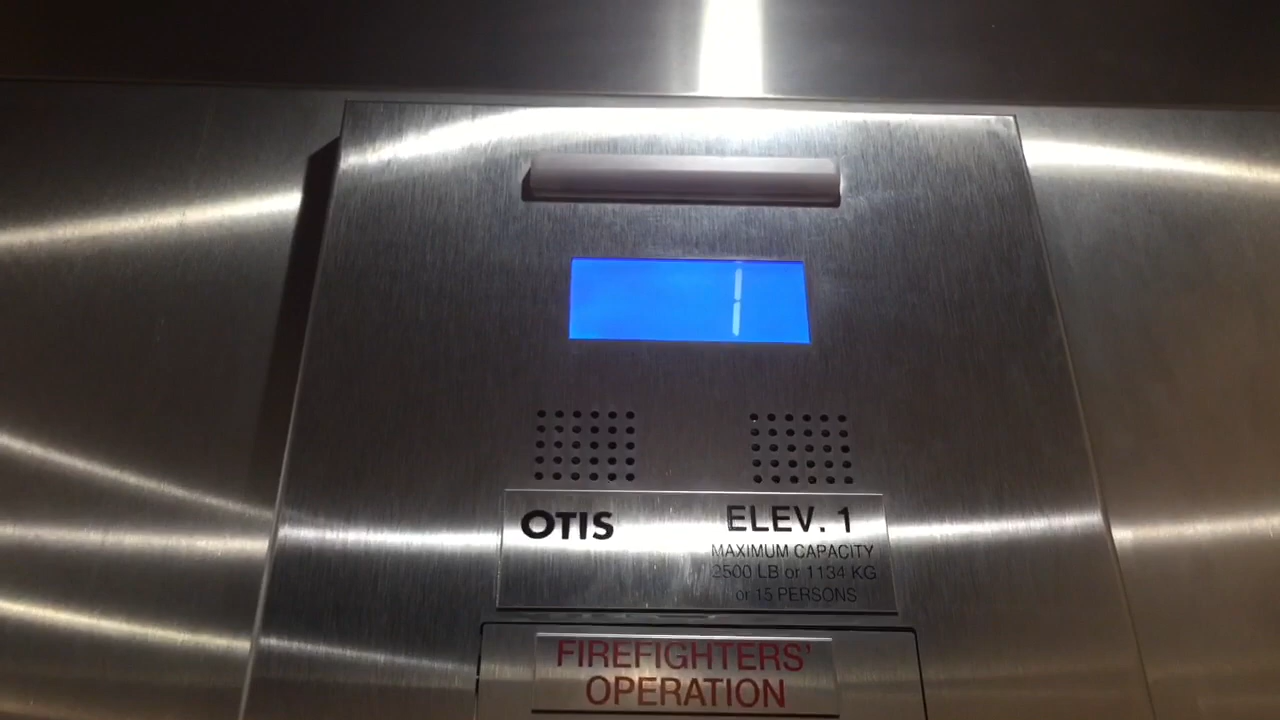 1
OTIS
ELEV. 1
MAXIMUM CAPACITY
2500 LB or 1134 KG
or 15 PERSONS
FIREFIGHTERS'
OPERATION